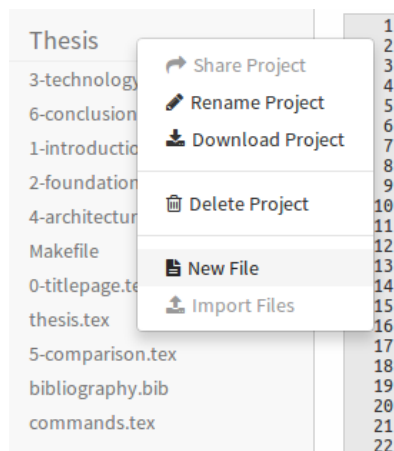 Thesis
3-technology
6-conclusion
1-introductio
2-foundation
4-architectur
Makefile
0-titlepage.te
thesis.tex
5-comparison.tex
bibliography.bib
commands.tex
Share Project
Rename Project
Download Project
Delete Project
New File
Import Files
1
2
3
4
5
6
7
8
9
10
11
12
13
14
15
16
17
18
19
20
21
22